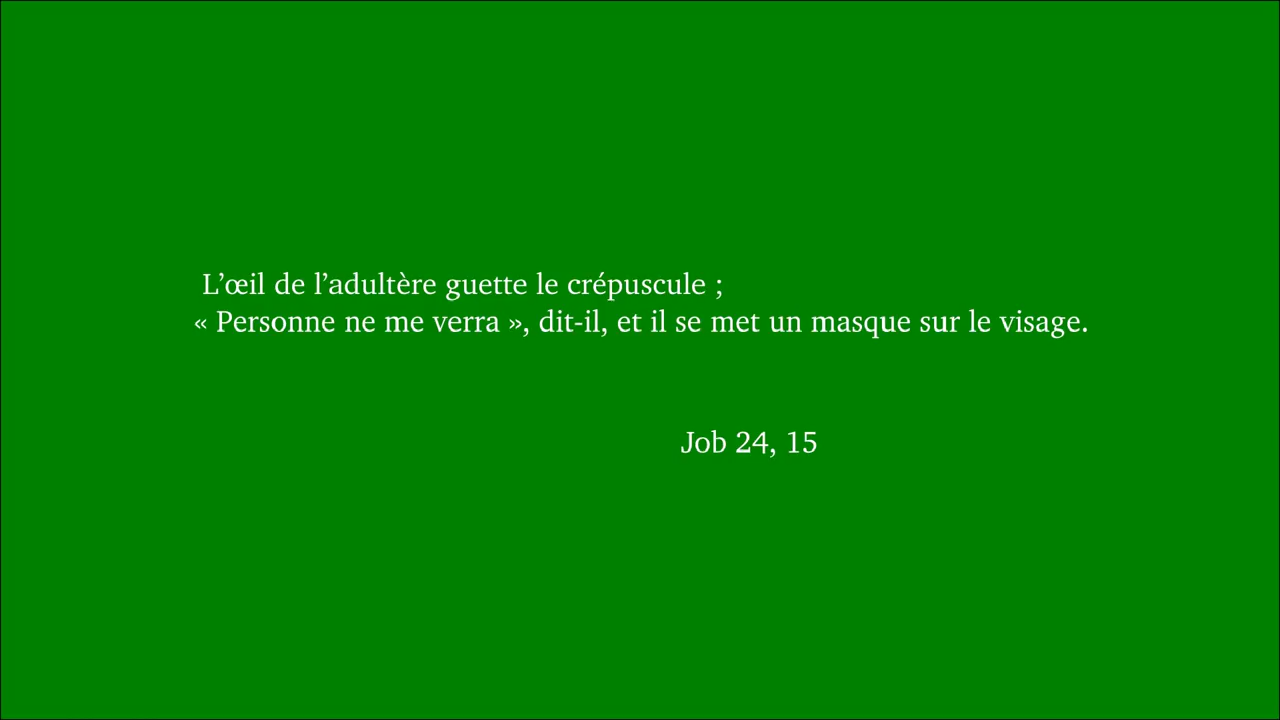 L’œil de l’adultère guette le crépuscule ;
« Personne ne me verra », dit-il, et il se met un masque sur le visage.
Job 24, 15